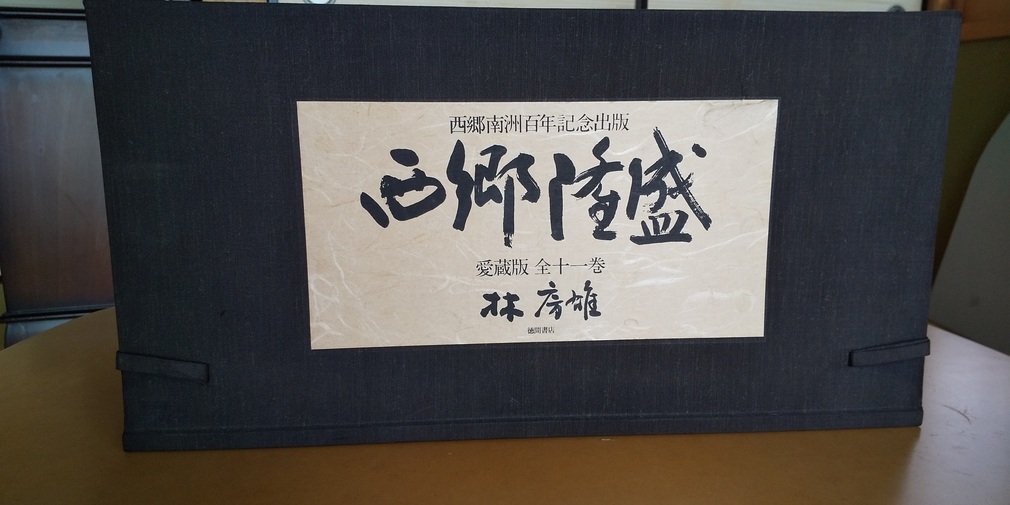 西郷南洲百年記念出版
西郷隆盛
愛蔵版 全十一巻
林房雄
徳間書店